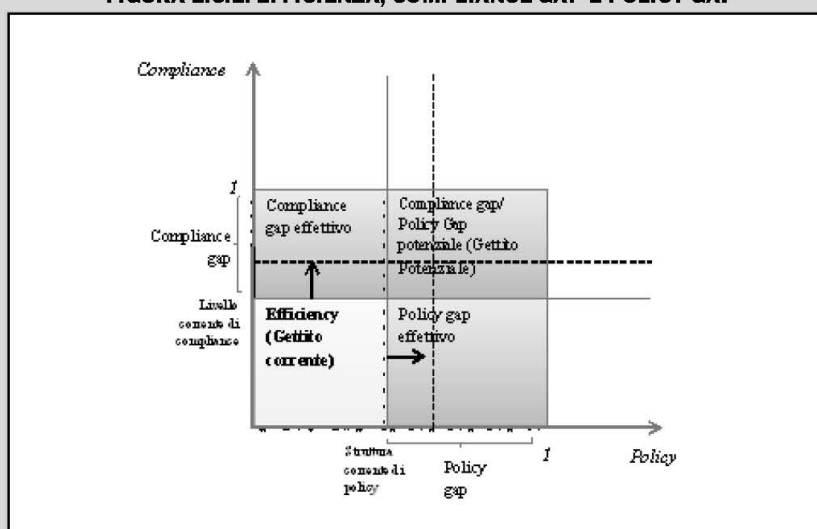 Compliance
1
Compliance
gap effettivo
Compliance gap/
Policy Gap
potenziale (Gettito
Potenziale)
Compliance
gap
Livello
corrente di
compliance
Efficiency
(Gettito
corrente)
Policy gap
effettivo
Struttura
corrente di
policy
Policy
gap
1
Policy